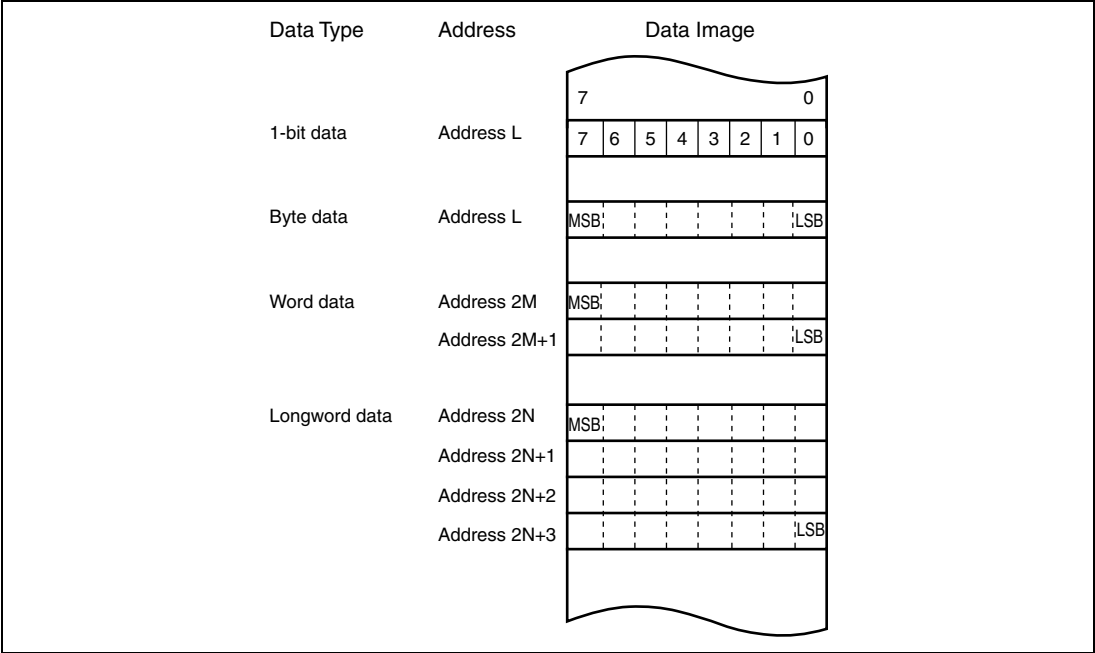 Data Type Address Data Image
7 0
1-bit data Address L 7 6 5 4 3 2 1 0
Byte data Address L MSB LSB
Word data Address 2M MSB
Address 2M+1 LSB
Longword data Address 2N MSB
Address 2N+1
Address 2N+2
Address 2N+3 LSB